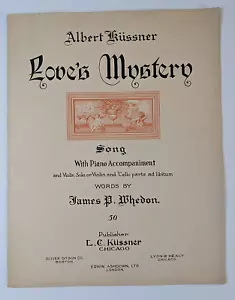 Albert Küssner
Love's Mystery
Song
With Piano Accompaniment
and Violin Solo or Violin and 'Cello parts ad libitum
WORDS BY
James P. Whedon.
50
Publisher
L. C. Küssner
CHICAGO
OLIVER DITSON CO. LYON & HEALY
BOSTON. CHICAGO.
EDWIN ASHDOWN, LTD
LONDON.